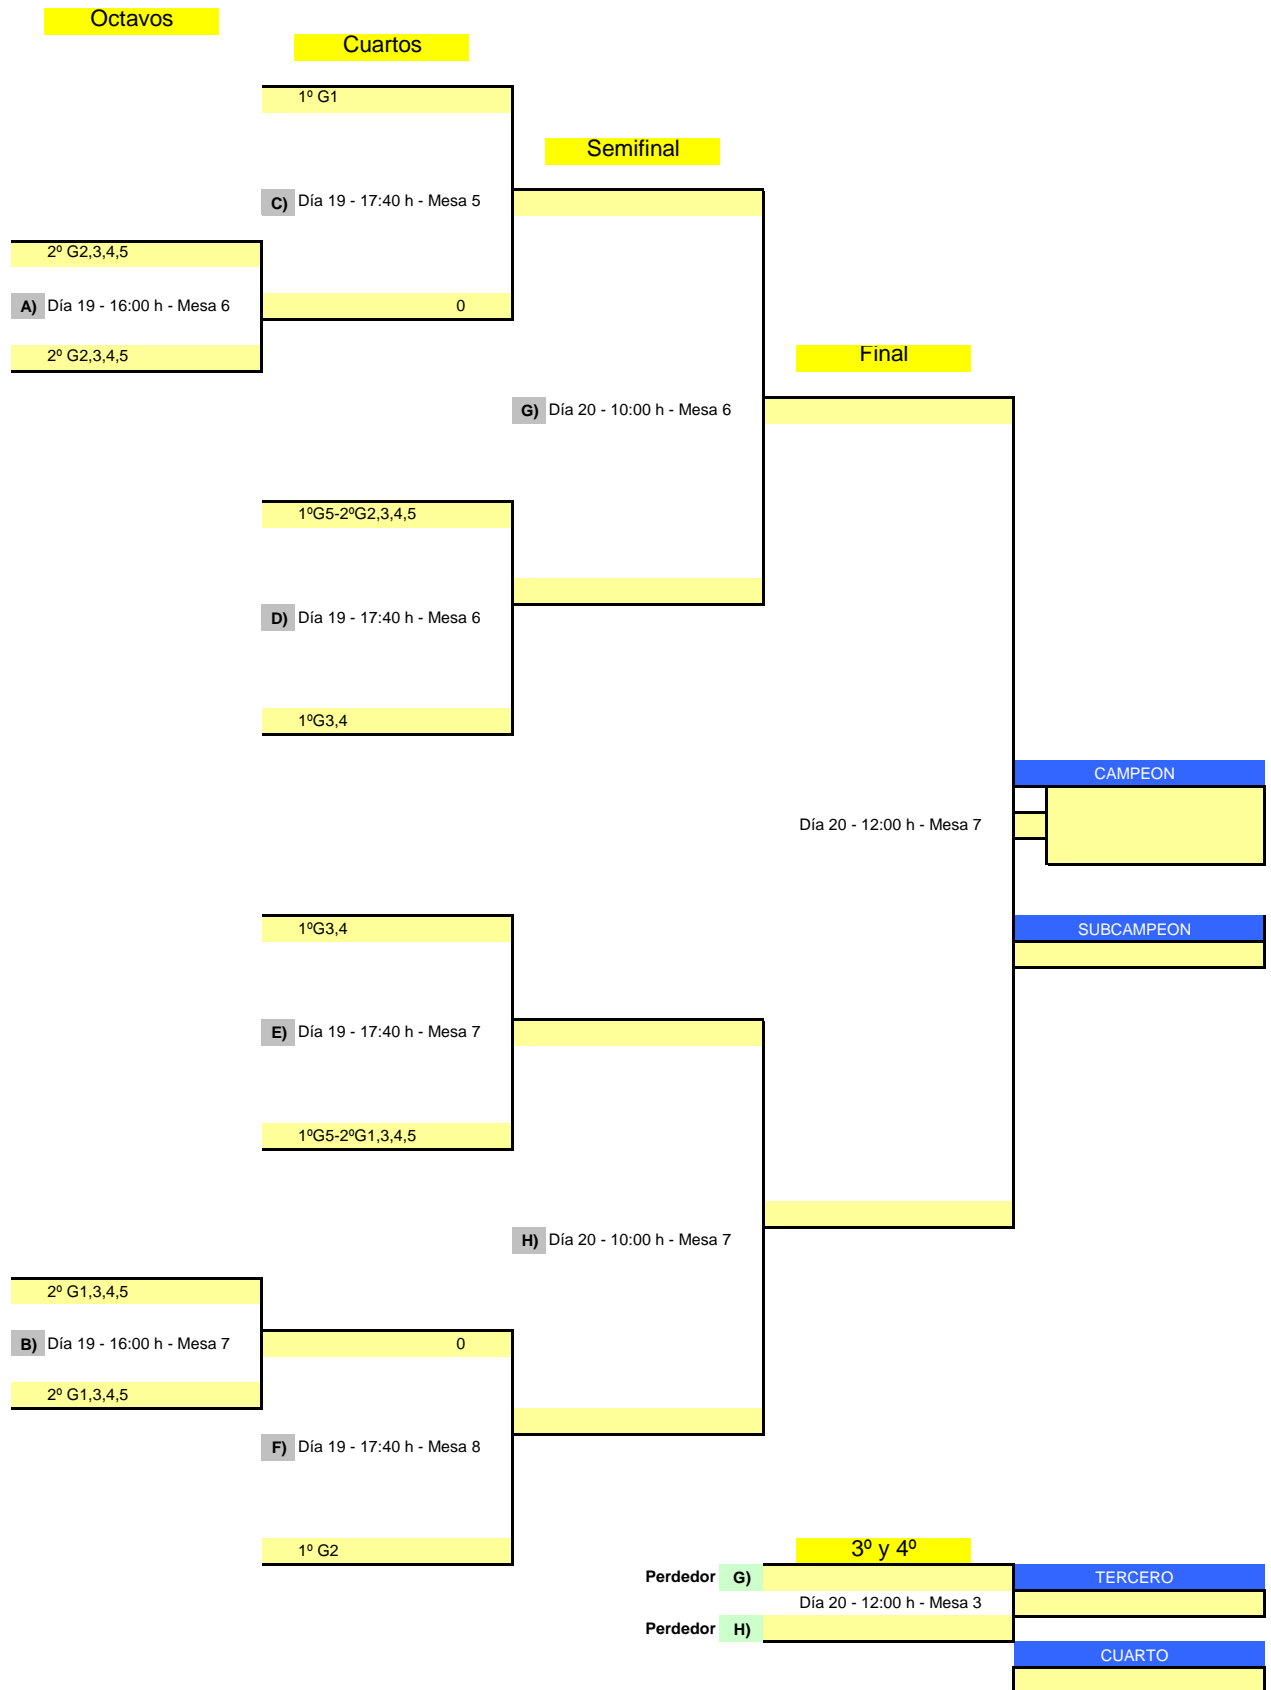 Octavos
Cuartos
1º G1
Semifinal
C) Día 19 - 17:40 h - Mesa 5
2º G2,3,4,5
A) Día 19 - 16:00 h - Mesa 6
0
2º G2,3,4,5
Final
G) Día 20 - 10:00 h - Mesa 6
1ºG5-2ºG2,3,4,5
D) Día 19 - 17:40 h - Mesa 6
1ºG3,4
CAMPEON
Día 20 - 12:00 h - Mesa 7
1ºG3,4
SUBCAMPEON
E) Día 19 - 17:40 h - Mesa 7
1ºG5-2ºG1,3,4,5
H) Día 20 - 10:00 h - Mesa 7
2º G1,3,4,5
B) Día 19 - 16:00 h - Mesa 7
0
2º G1,3,4,5
F) Día 19 - 17:40 h - Mesa 8
1º G2
3º y 4º
Perdedor G)
TERCERO
Día 20 - 12:00 h - Mesa 3
Perdedor H)
CUARTO